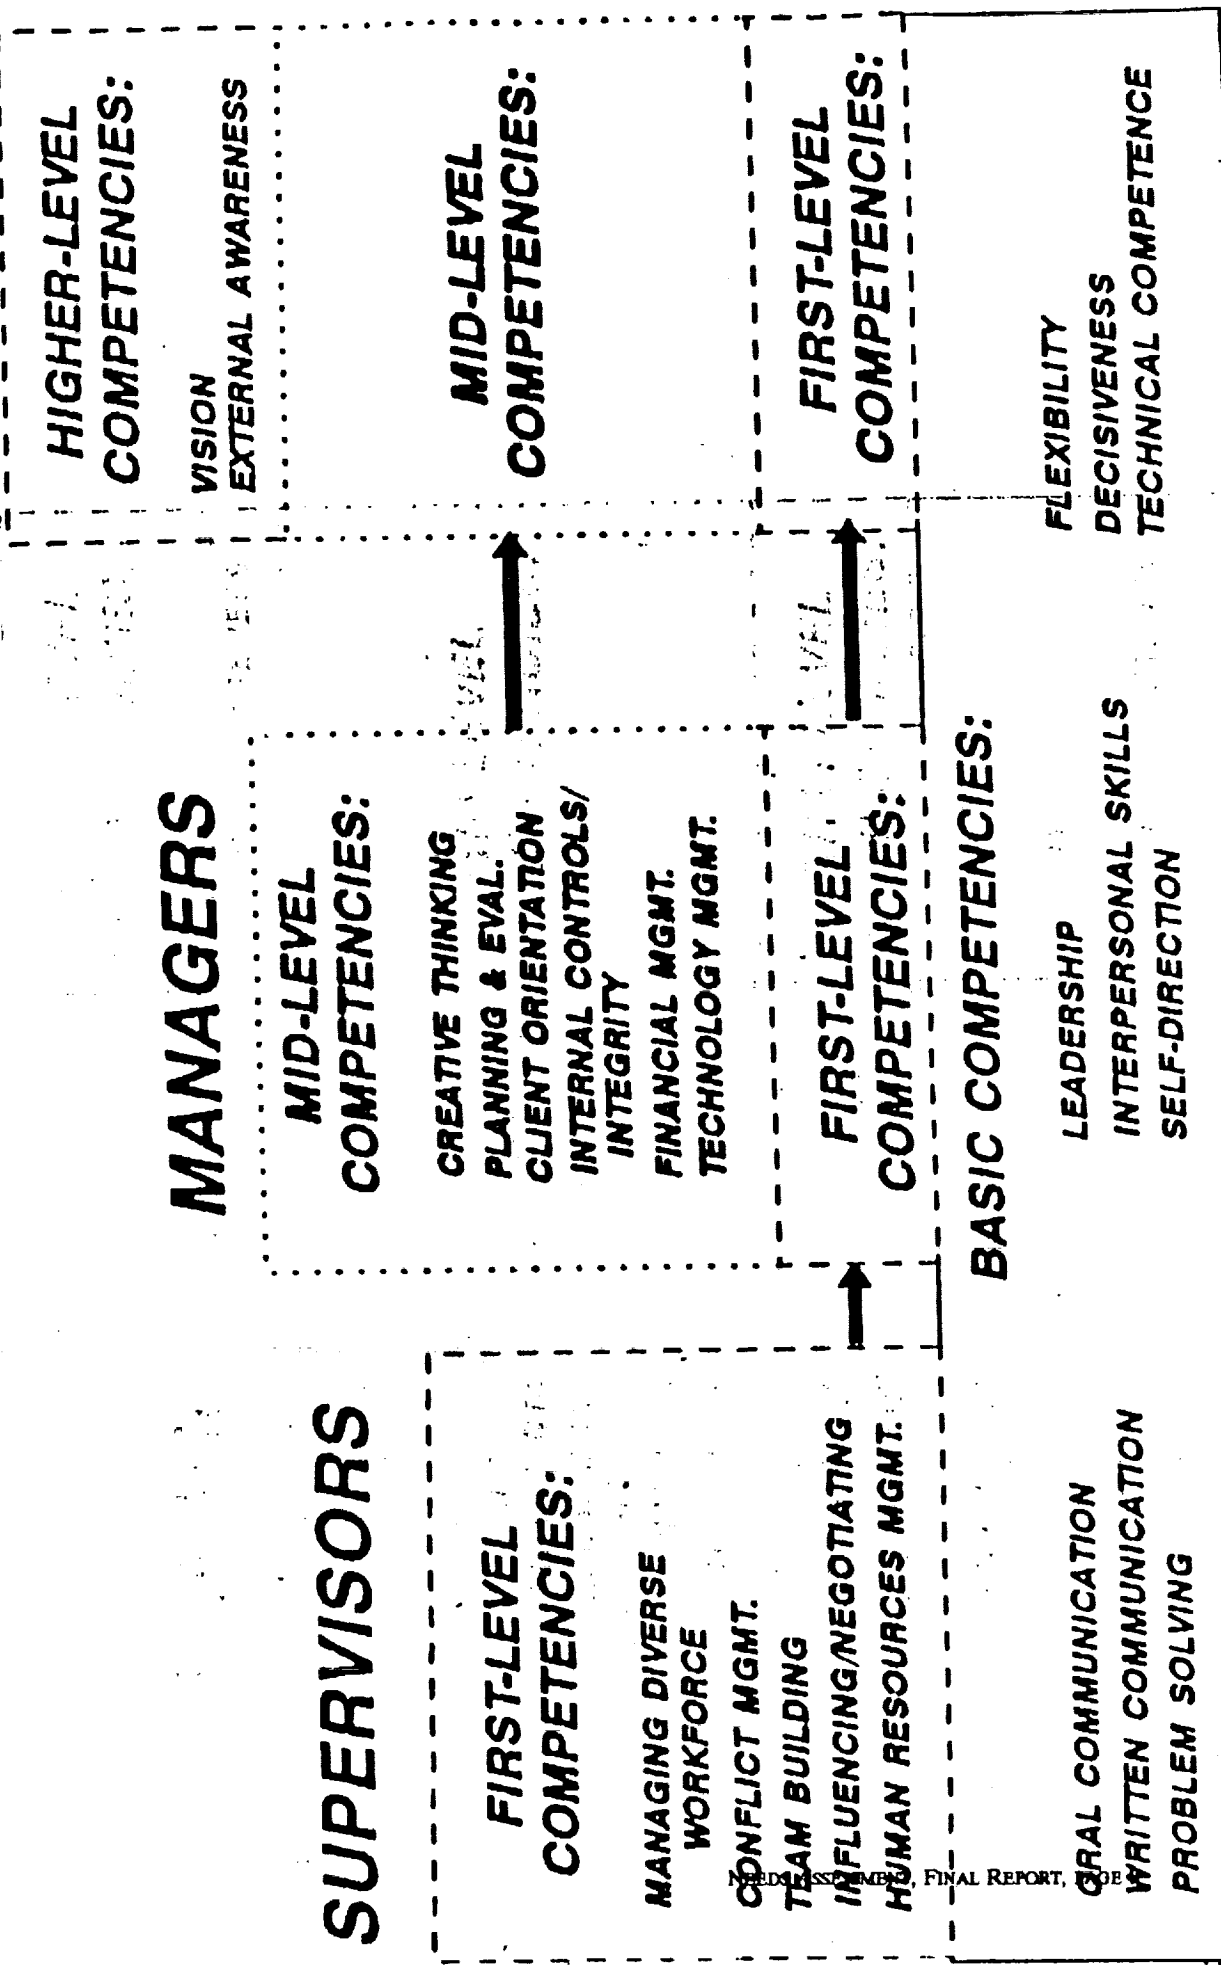 SUPERVISORS
FIRST-LEVEL
COMPETENCIES:
MANAGING DIVERSE
WORKFORCE
CONFLICT MGMT.
TEAM BUILDING
INFLUENCING/NEGOTIATING
HUMAN RESOURCES MGMT.
MANAGERS
MID-LEVEL
COMPETENCIES:
CREATIVE THINKING
PLANNING & EVAL.
CLIENT ORIENTATION
INTERNAL CONTROLS/
INTEGRITY
FINANCIAL MGMT.
TECHNOLOGY MGMT.
FIRST-LEVEL
COMPETENCIES:
HIGHER-LEVEL
COMPETENCIES:
VISION
EXTERNAL AWARENESS
MID-LEVEL
COMPETENCIES:
FIRST-LEVEL
COMPETENCIES:
BASIC COMPETENCIES:
ORAL COMMUNICATION
WRITTEN COMMUNICATION
PROBLEM SOLVING
LEADERSHIP
INTERPERSONAL SKILLS
SELF-DIRECTION
FLEXIBILITY
DECISIVENESS
TECHNICAL COMPETENCE
NEEDS ASSESSMENT, FINAL REPORT, PAGE